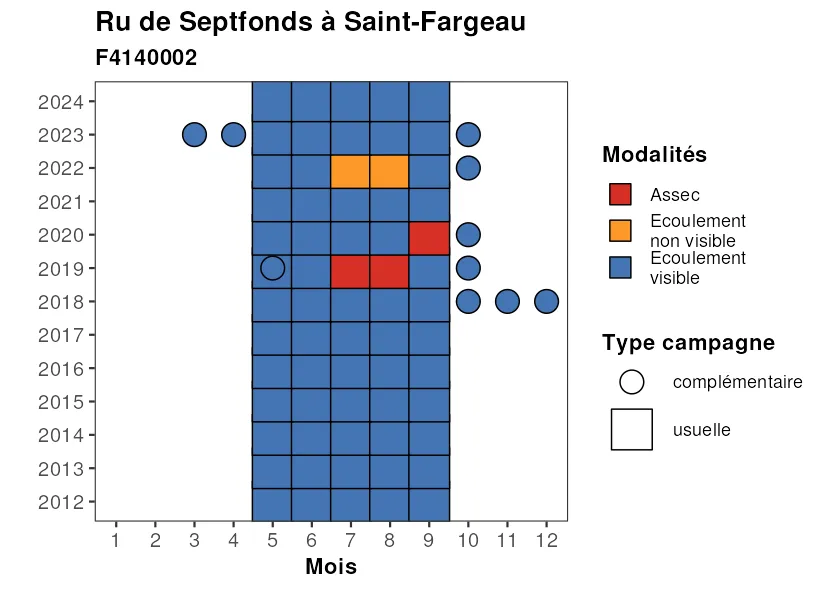 Ru de Septfonds à Saint-Fargeau
F4140002
2024
2023
2022
2021
2020
2019
2018
2017
2016
2015
2014
2013
2012
1 2 3 4 5 6 7 8 9 10 11 12
Mois
Modalités
Assec
Ecoulement
non visible
Ecoulement
visible
Type campagne
complémentaire
usuelle